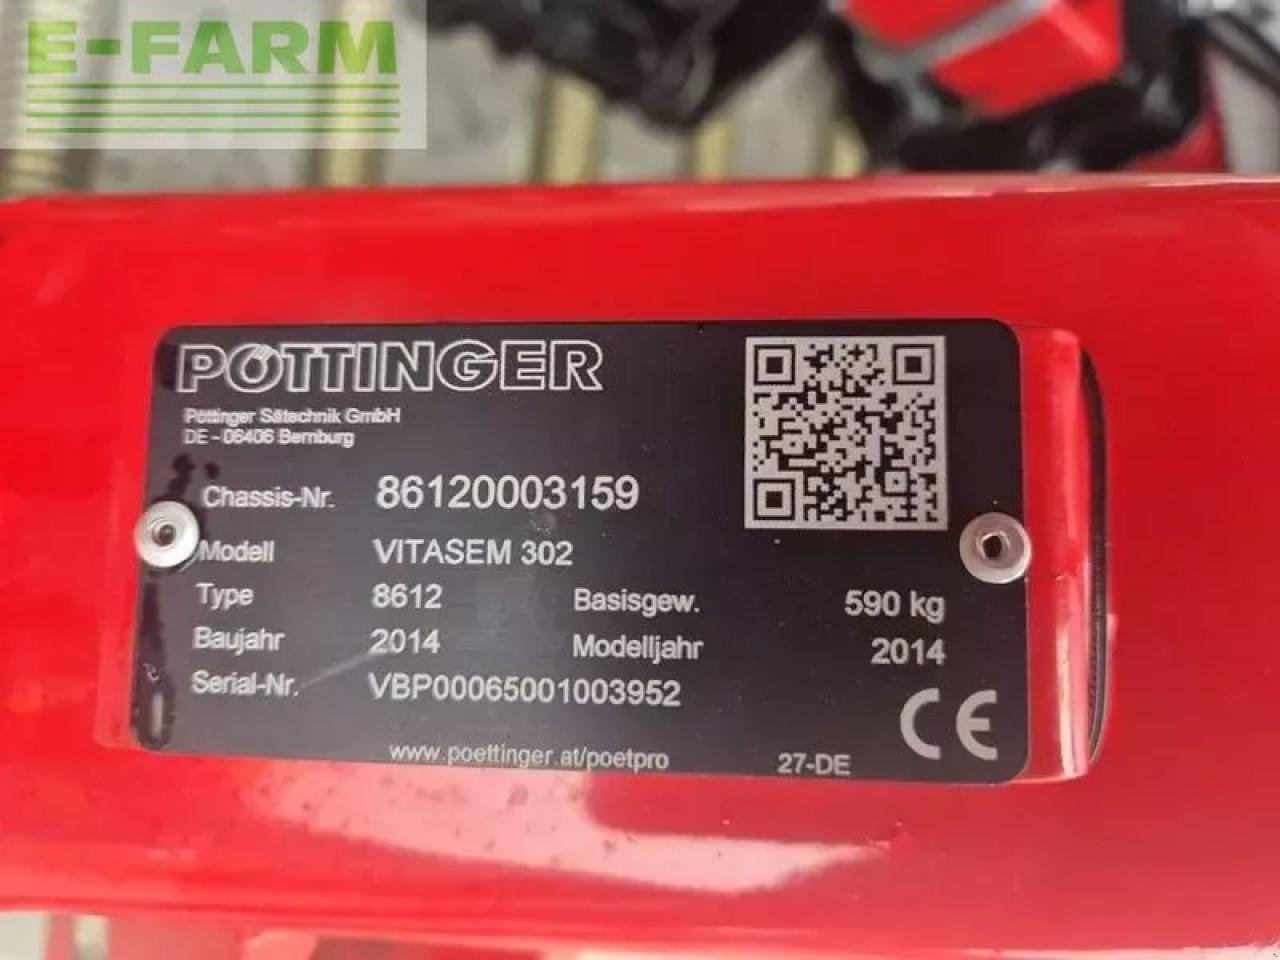 E-FARM
PÖTTINGER
Pöttinger Sätechnik GmbH
DE - 06406 Bernburg
Chassis-Nr. 86120003159
Modell VITASEM 302
Type 8612 Basisgew. 590 kg
Baujahr 2014 Modelljahr 2014
Serial-Nr. VBP00065001003952
CE
www.poettinger.at/poetpro 27-DE